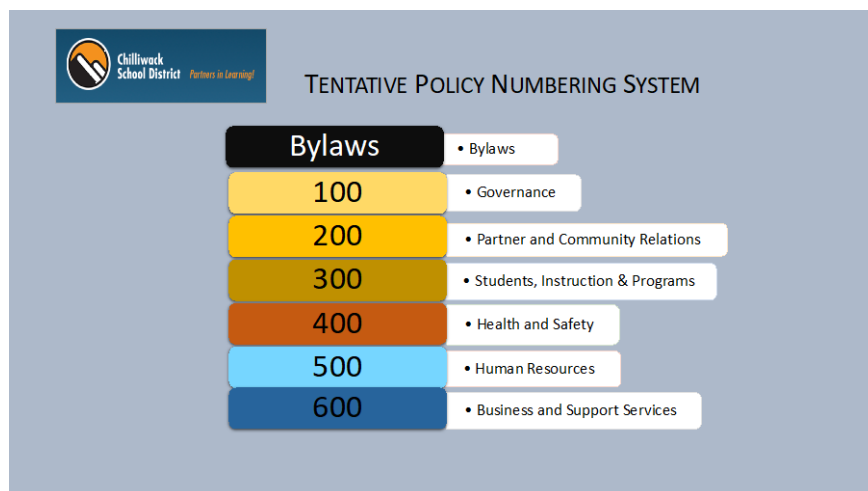 Chilliwack
School District Partners in Learning!
TENTATIVE POLICY NUMBERING SYSTEM
Bylaws
• Bylaws
100
• Governance
200
• Partner and Community Relations
300
• Students, Instruction & Programs
400
• Health and Safety
500
• Human Resources
600
• Business and Support Services